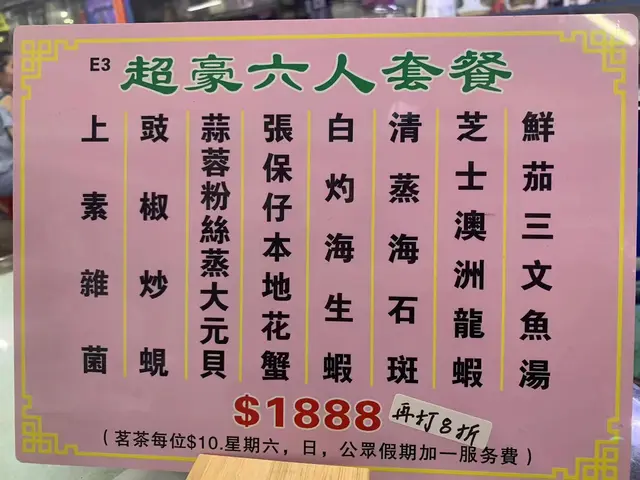 E3 超豪六人套餐
鮮茄三文魚湯
芝士澳洲龍蝦
清蒸海石斑
白灼海生蝦
張保仔本地花蟹
蒜蓉粉絲蒸大元貝
豉椒炒蜆
上素雜菌
$1888 再打8折
(茗茶每位$10.星期六，日，公眾假期加一服务費)